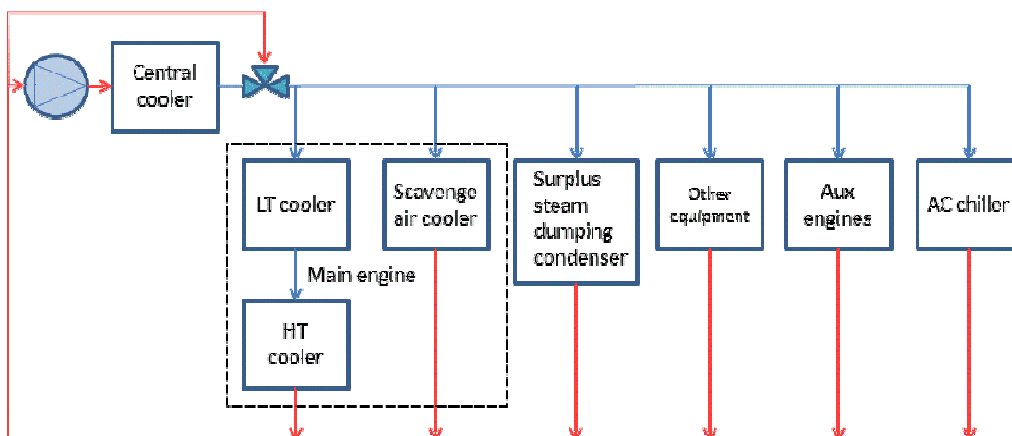 Central
cooler
LT cooler
Scavenge
air cooler
Surplus
steam
dumping
condenser
Other
equipment
Aux
engines
AC chiller
Main engine
HT
cooler